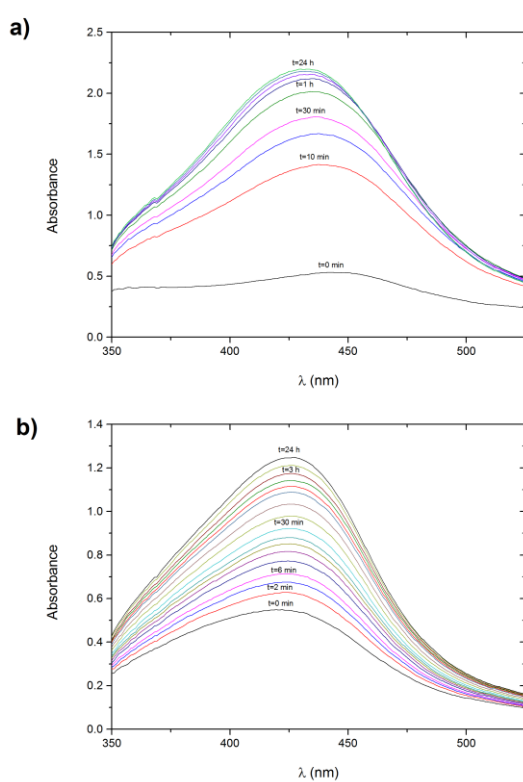 a)
2.5
2.0
1.5
1.0
0.5
0.0
Absorbance
t=24 h
t=1 h
t=30 min
t=10 min
t=0 min
350
400
450
500
λ (nm)
b)
1.4
1.2
1.0
0.8
0.6
0.4
0.2
0.0
Absorbance
t=24 h
t=3 h
t=30 min
t=6 min
t=2 min
t=0 min
350
400
450
500
λ (nm)